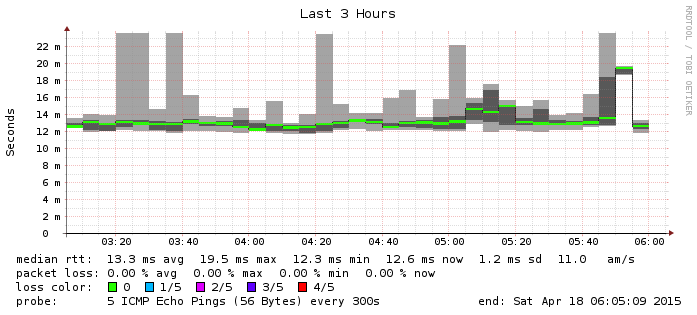 Last 3 Hours
RRDTOOL / TOBI OETIKER
Seconds
22 m
20 m
18 m
16 m
14 m
12 m
10 m
8 m
6 m
4 m
2 m
0
03:20 03:40 04:00 04:20 04:40 05:00 05:20 05:40 06:00
median rtt: 13.3 ms avg 19.5 ms max 12.3 ms min 12.6 ms now 1.2 ms sd 11.0 am/s
packet loss: 0.00 % avg 0.00 % max 0.00 % min 0.00 % now
loss color: 0 1/5 2/5 3/5 4/5
probe: 5 ICMP Echo Pings (56 Bytes) every 300s end: Sat Apr 18 06:05:09 2015